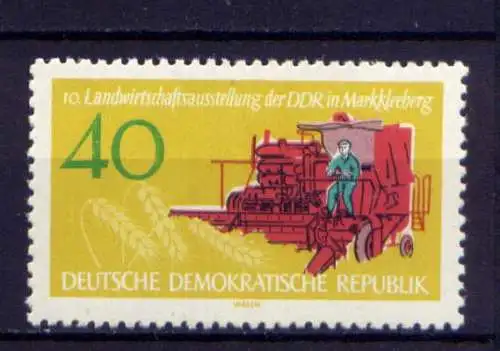 10. Landwirtschaftsausstellung der DDR in Markkleeberg
40
DEUTSCHE DEMOKRATISCHE REPUBLIK